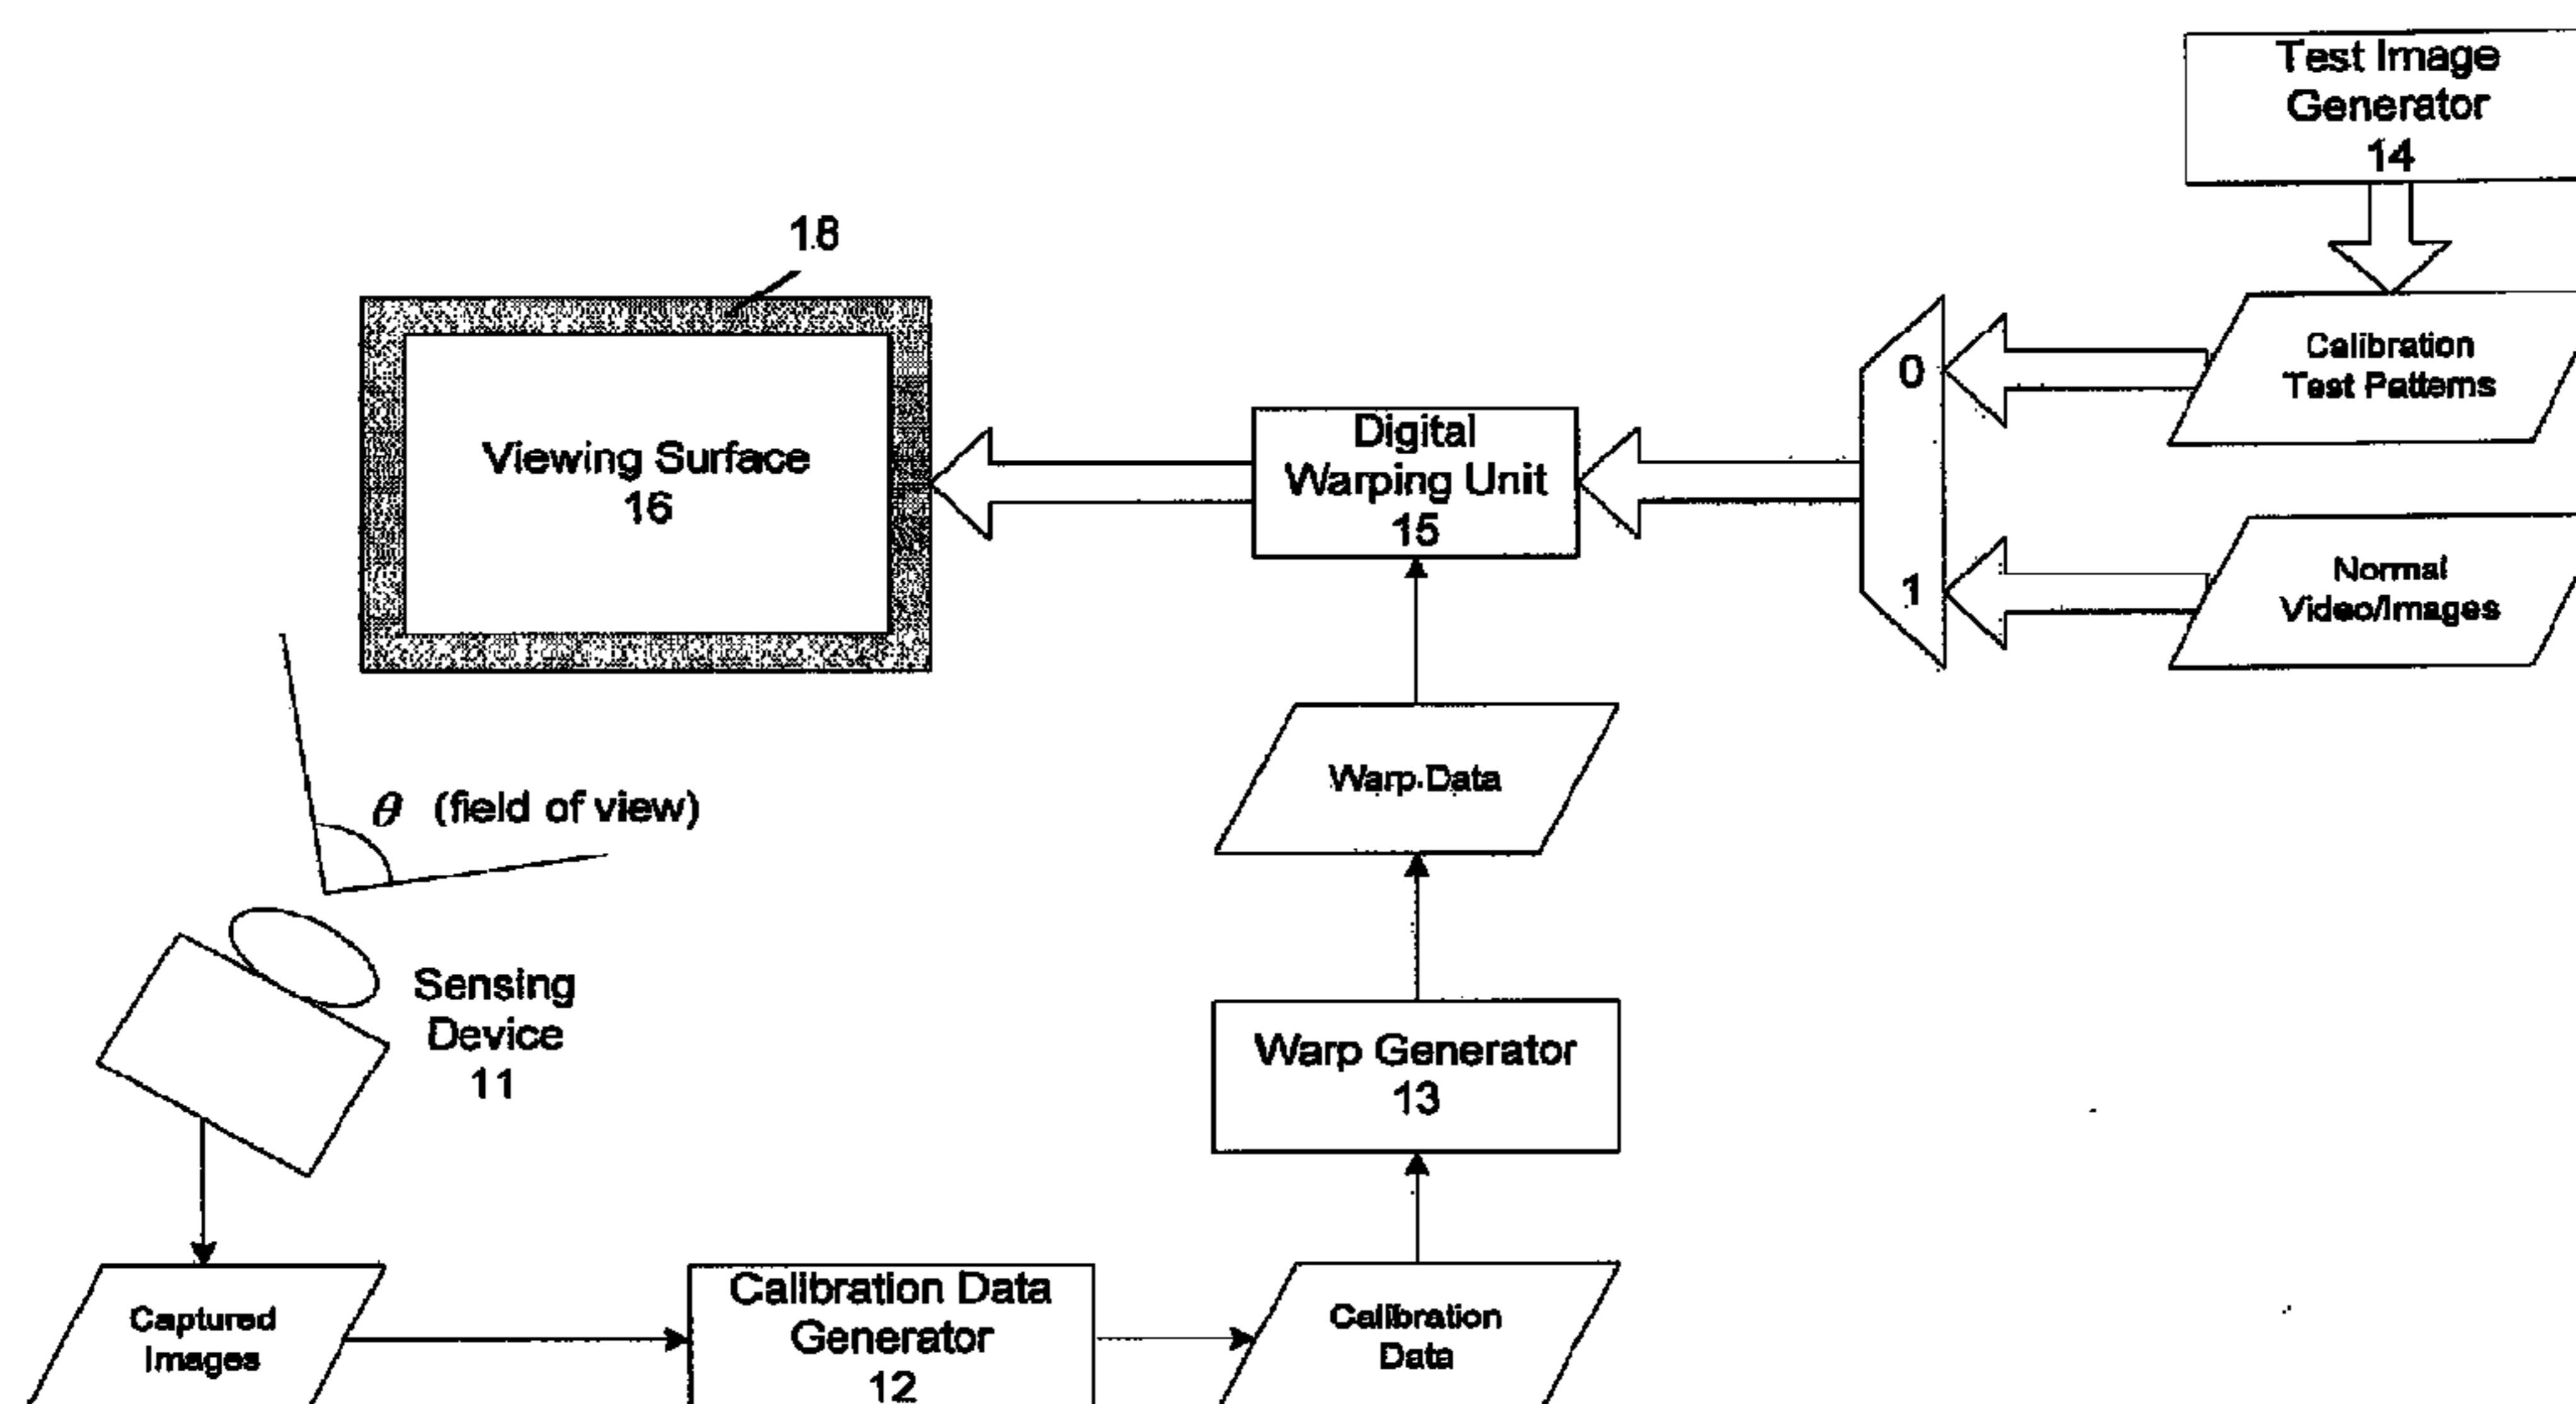 Test Image
Generator
14
18
Calibration
Test Patterns
0
Digital
Warping Unit
15
Viewing Surface
16
1
Normal
Video/Images
Warp Data
θ (field of view)
Sensing
Device
11
Warp Generator
13
Captured
Images
Calibration Data
Generator
12
Calibration
Data